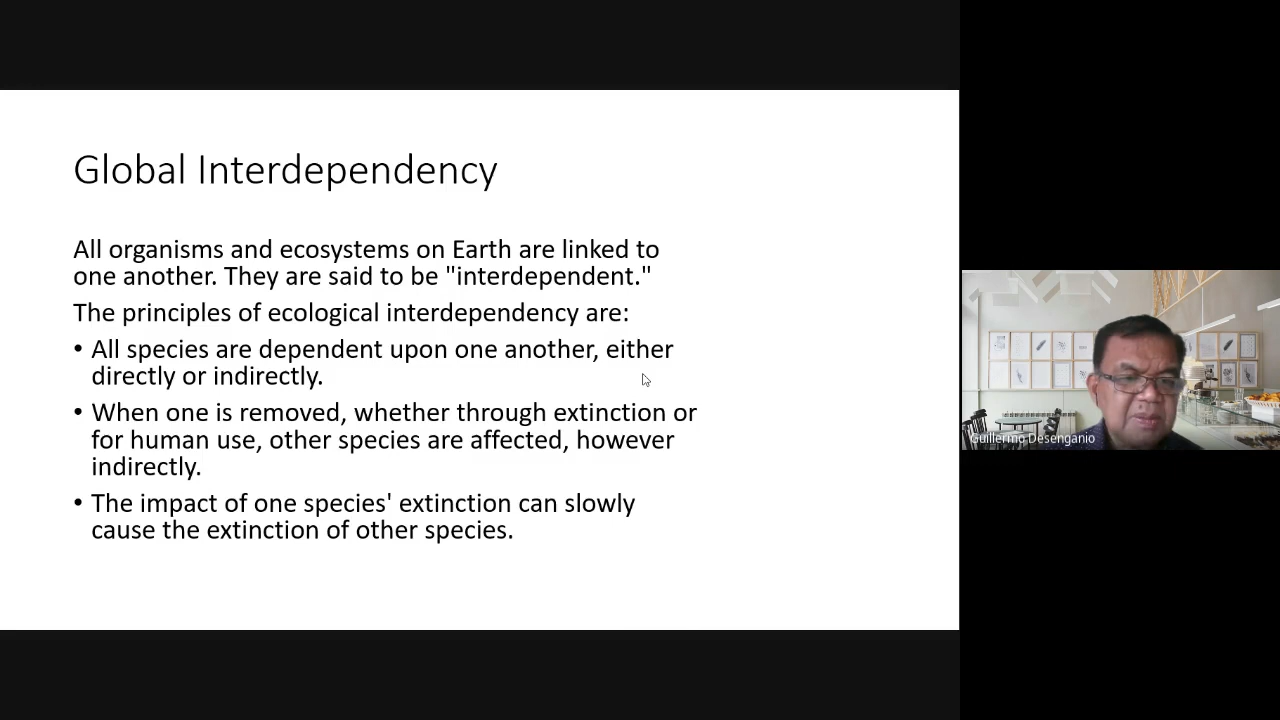 Global Interdependency
All organisms and ecosystems on Earth are linked to
one another. They are said to be "interdependent."
The principles of ecological interdependency are:
• All species are dependent upon one another, either
directly or indirectly.
• When one is removed, whether through extinction or
for human use, other species are affected, however
indirectly.
• The impact of one species' extinction can slowly
cause the extinction of other species.
Guillermo Desenganio